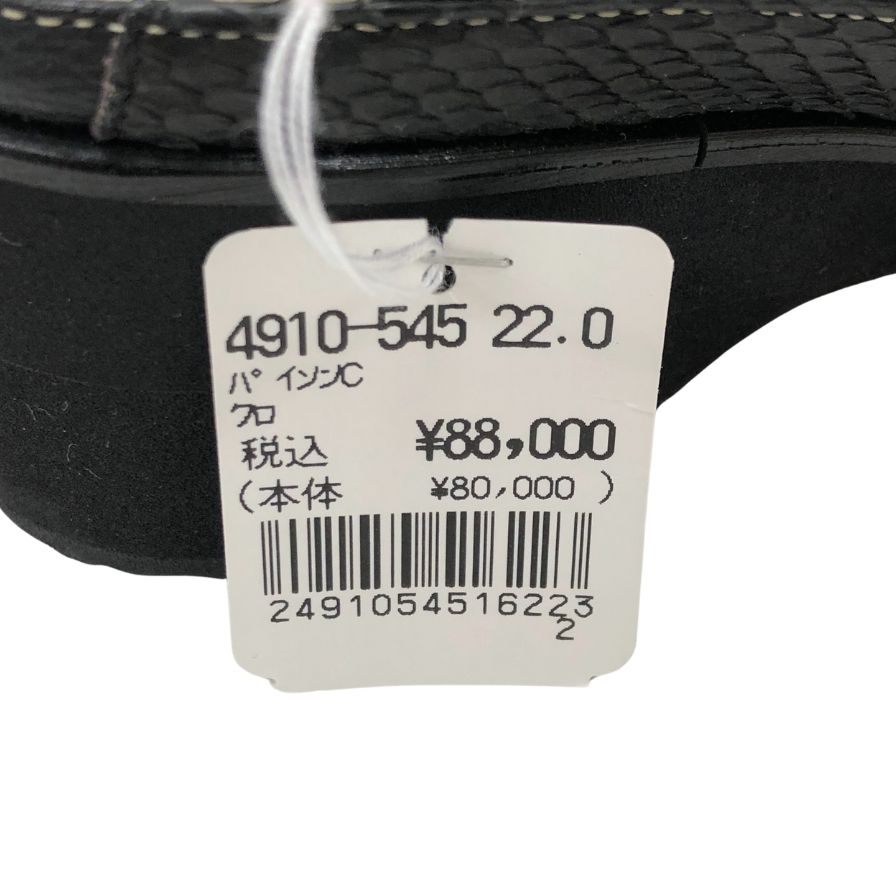 4910-545 22.0
パイソンC
クロ
税込 ¥88,000
(本体 ¥80,000 )
2491054516223
2